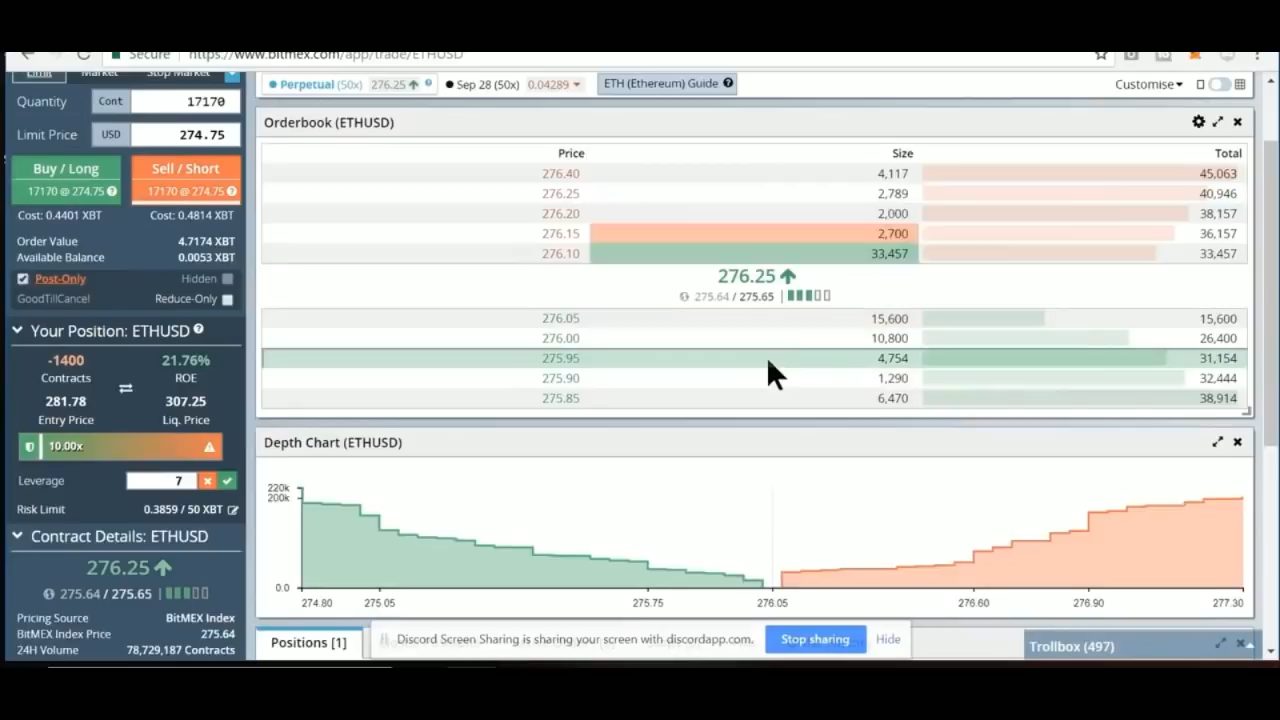 Secure https://www.bitmex.com/app/trade/ETHUSD
Limit Market Stop Market
Quantity Cont 17170
Limit Price USD 274.75
Buy / Long Sell / Short
17170 @ 274.75 17170 @ 274.75
Cost: 0.4401 XBT Cost: 0.4814 XBT
Order Value 4.7174 XBT
Available Balance 0.0053 XBT
Post-Only Hidden
GoodTillCancel Reduce-Only
Your Position: ETHUSD
-1400 21.76%
Contracts ROE
281.78 307.25
Entry Price Liq. Price
10.00x
Leverage 7
Risk Limit 0.3859 / 50 XBT
Contract Details: ETHUSD
276.25
275.64 / 275.65
Pricing Source BitMEX Index
BitMEX Index Price 275.64
24H Volume 78,729,187 Contracts
Perpetual (50x) 276.25 Sep 28 (50x) 0.04289 ETH (Ethereum) Guide Customise
Orderbook (ETHUSD)
Price Size Total
276.40 4,117 45,063
276.25 2,789 40,946
276.20 2,000 38,157
276.15 2,700 36,157
276.10 33,457 33,457
276.25
275.64 / 275.65
276.05 15,600 15,600
276.00 10,800 26,400
275.95 4,754 31,154
275.90 1,290 32,444
275.85 6,470 38,914
Depth Chart (ETHUSD)
220k
200k
0.0
274.80 275.05 275.75 276.05 276.60 276.90 277.30
Positions [1]
Discord Screen Sharing is sharing your screen with discordapp.com. Stop sharing Hide
Trollbox (497)